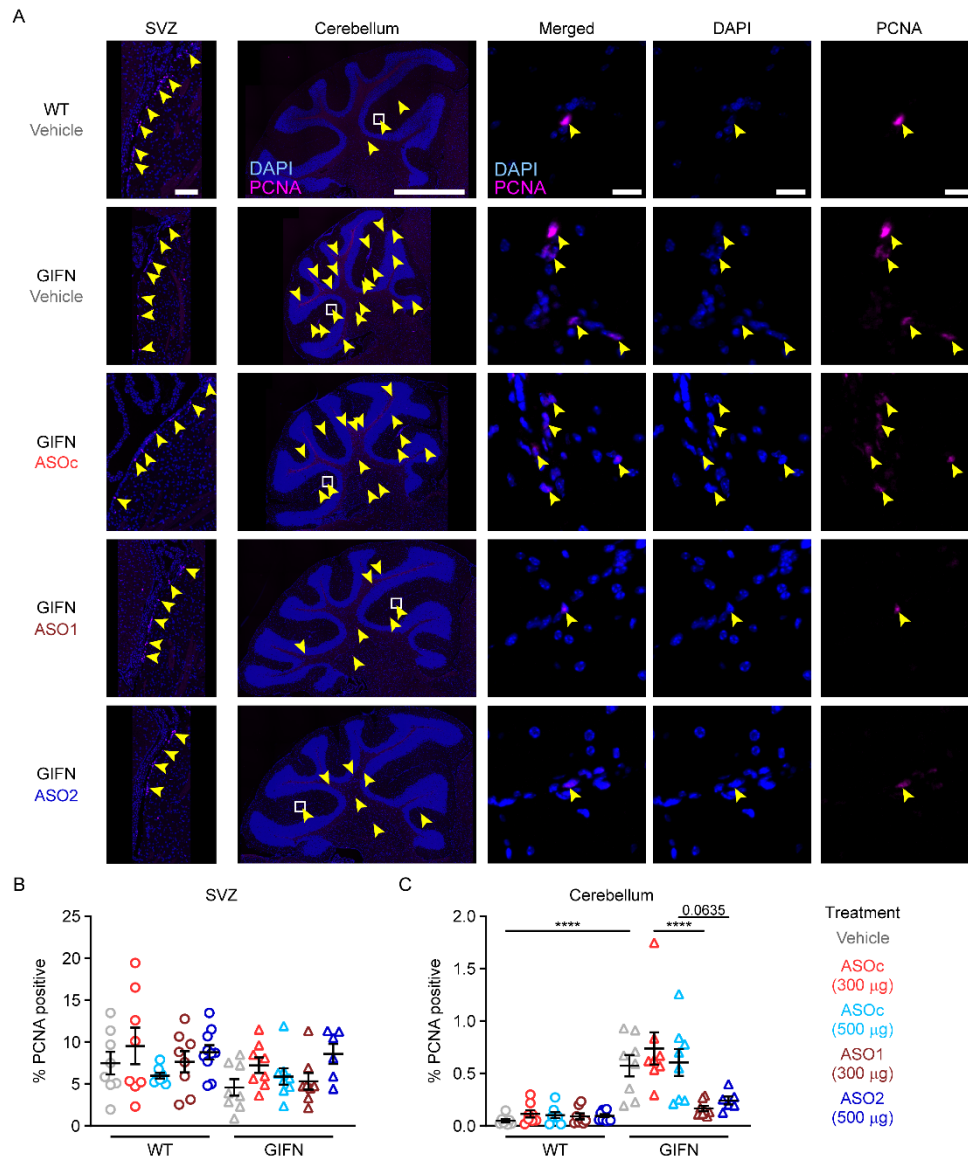 A
SVZ Cerebellum Merged DAPI PCNA
WT
Vehicle
DAPI
PCNA
DAPI
PCNA
GIFN
Vehicle
GIFN
ASOc
GIFN
ASO1
GIFN
ASO2
B
SVZ
% PCNA positive
25
20
15
10
5
0
WT GIFN
C
Cerebellum
% PCNA positive
2.0
1.5
1.0
0.5
0.0
****
****
0.0635
WT GIFN
Treatment
Vehicle
ASOc
(300 µg)
ASOc
(500 µg)
ASO1
(300 µg)
ASO2
(500 µg)